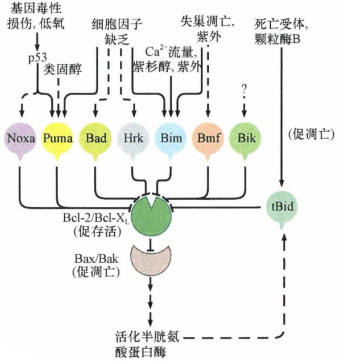 基因毒性
损伤,低氧
细胞因子
缺乏
失巢凋亡,
紫外
死亡受体,
颗粒酶B
p53
类固醇
Ca²⁺流量,
紫杉醇,紫外
?
Noxa
Puma
Bad
Hrk
Bim
Bmf
Bik
(促凋亡)
tBid
Bcl-2/Bcl-X_L
(促存活)
Bax/Bak
(促凋亡)
活化半胱氨
酸蛋白酶